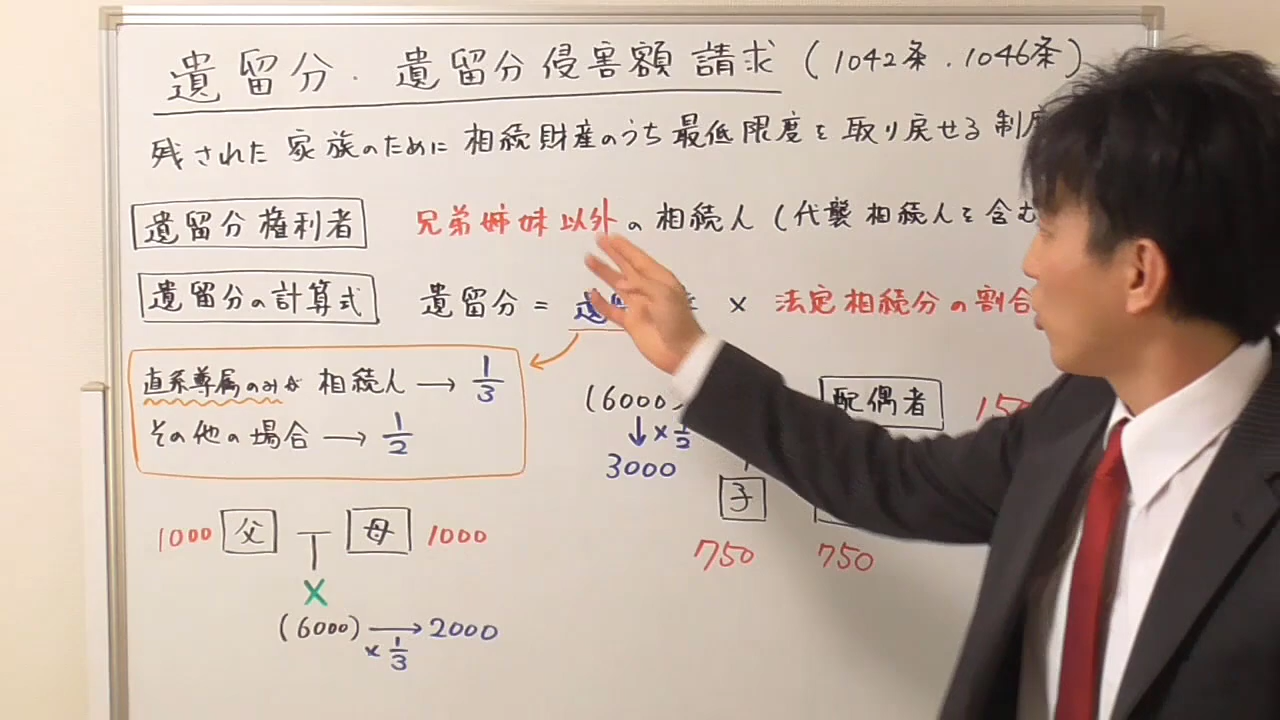 遺留分・遺留分侵害額請求(1042条・1046条)
残された家族のために相続財産のうち最低限度を取り戻せる制度
遺留分権利者 兄弟姉妹以外の相続人(代襲相続人を含む
遺留分の計算式 遺留分 = 遺留 × 法定相続分の割合
直系尊属のみが相続人 → 1/3
その他の場合 → 1/2
(6000) 配偶者
↓×1/2
3000
子
750 750
1000 父 母 1000
×
(6000) → 2000
×1/3